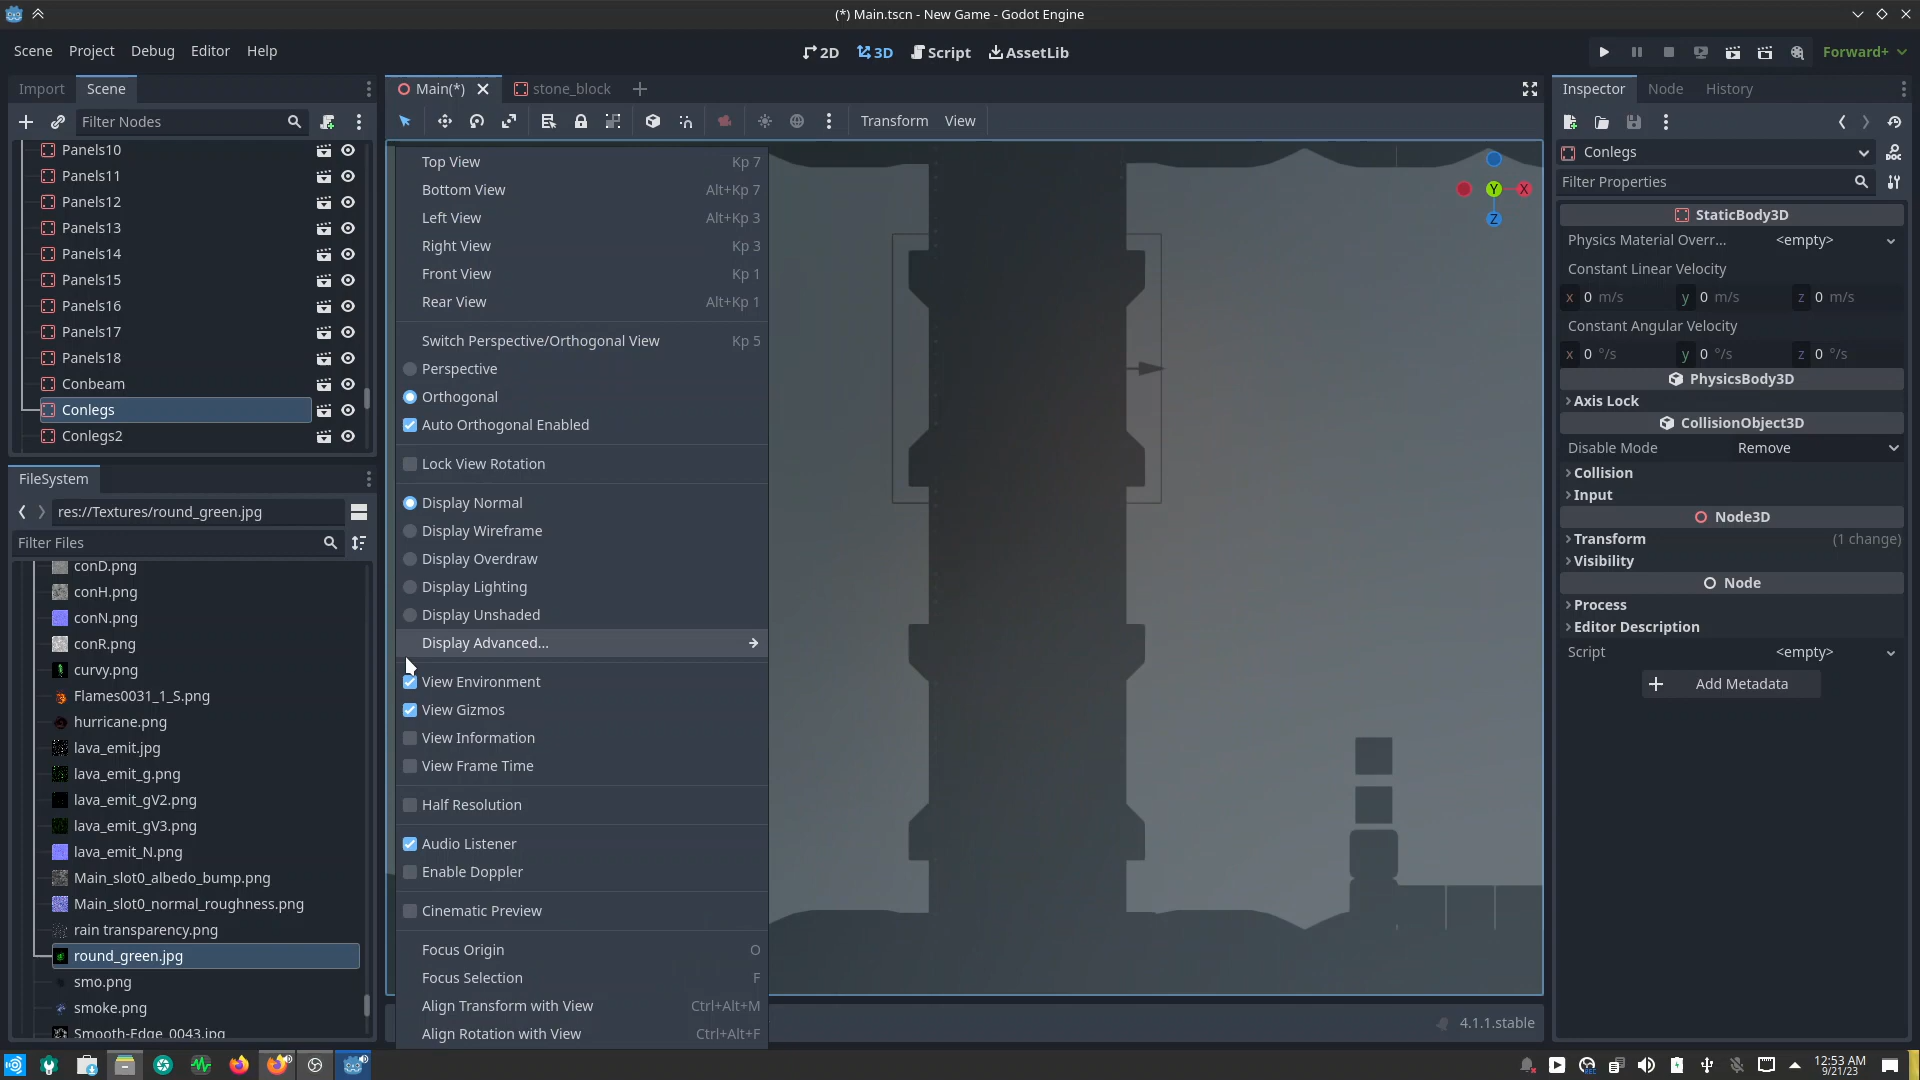 (*) Main.tscn - New Game - Godot Engine
Scene Project Debug Editor Help
2D 3D Script AssetLib
Forward+
Import Scene
Filter Nodes
Panels10
Panels11
Panels12
Panels13
Panels14
Panels15
Panels16
Panels17
Panels18
Conbeam
Conlegs
Conlegs2
FileSystem
res://Textures/round_green.jpg
Filter Files
conD.png
conH.png
conN.png
conR.png
curvy.png
Flames0031_1_S.png
hurricane.png
lava_emit.jpg
lava_emit_g.png
lava_emit_gV2.png
lava_emit_gV3.png
lava_emit_N.png
Main_slot0_albedo_bump.png
Main_slot0_normal_roughness.png
rain transparency.png
round_green.jpg
smo.png
smoke.png
Smooth-Edge_0043.jpg
Main(*) stone_block
Transform View
Top View Kp 7
Bottom View Alt+Kp 7
Left View Alt+Kp 3
Right View Kp 3
Front View Kp 1
Rear View Alt+Kp 1
Switch Perspective/Orthogonal View Kp 5
Perspective
Orthogonal
Auto Orthogonal Enabled
Lock View Rotation
Display Normal
Display Wireframe
Display Overdraw
Display Lighting
Display Unshaded
Display Advanced...
View Environment
View Gizmos
View Information
View Frame Time
Half Resolution
Audio Listener
Enable Doppler
Cinematic Preview
Focus Origin O
Focus Selection F
Align Transform with View Ctrl+Alt+M
Align Rotation with View Ctrl+Alt+F
Y X
Z
4.1.1.stable
Inspector Node History
Conlegs
DOC
Filter Properties
StaticBody3D
Physics Material Overr... <empty>
Constant Linear Velocity
x 0 m/s y 0 m/s z 0 m/s
Constant Angular Velocity
x 0 °/s y 0 °/s z 0 °/s
PhysicsBody3D
Axis Lock
CollisionObject3D
Disable Mode Remove
Collision
Input
Node3D
Transform (1 change)
Visibility
Node
Process
Editor Description
Script <empty>
Add Metadata
12:53 AM
9/21/23